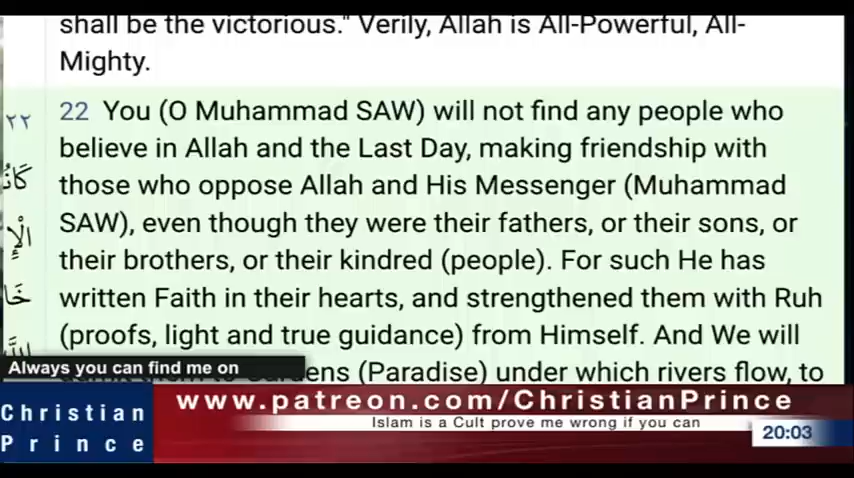 shall be the victorious." Verily, Allah is All-Powerful, All-
Mighty.
٢٢
22 You (O Muhammad SAW) will not find any people who
believe in Allah and the Last Day, making friendship with
those who oppose Allah and His Messenger (Muhammad
SAW), even though they were their fathers, or their sons, or
their brothers, or their kindred (people). For such He has
written Faith in their hearts, and strengthened them with Ruh
(proofs, light and true guidance) from Himself. And We will
admit them to Gardens (Paradise) under which rivers flow, to
Always you can find me on
Christian
Prince
www.patreon.com/ChristianPrince
Islam is a Cult prove me wrong if you can
20:03